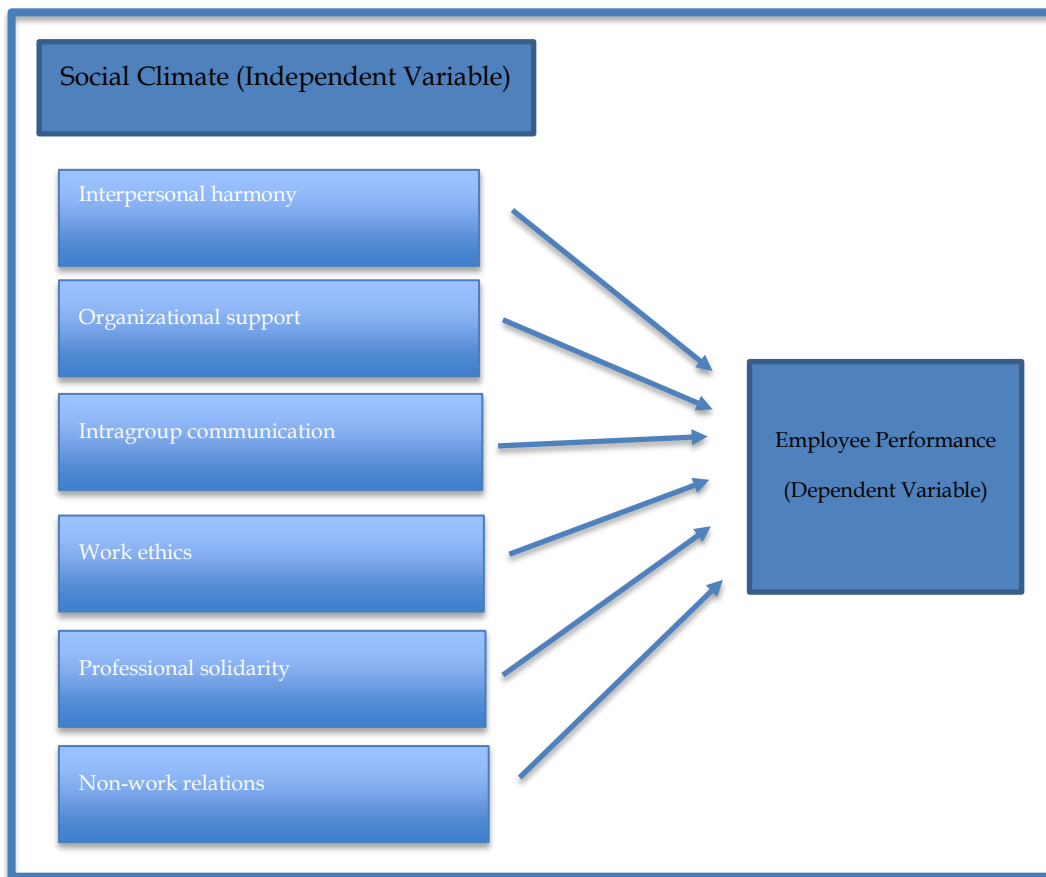 Social Climate (Independent Variable)
Interpersonal harmony
Organizational support
Intragroup communication
Work ethics
Professional solidarity
Non-work relations
Employee Performance
(Dependent Variable)